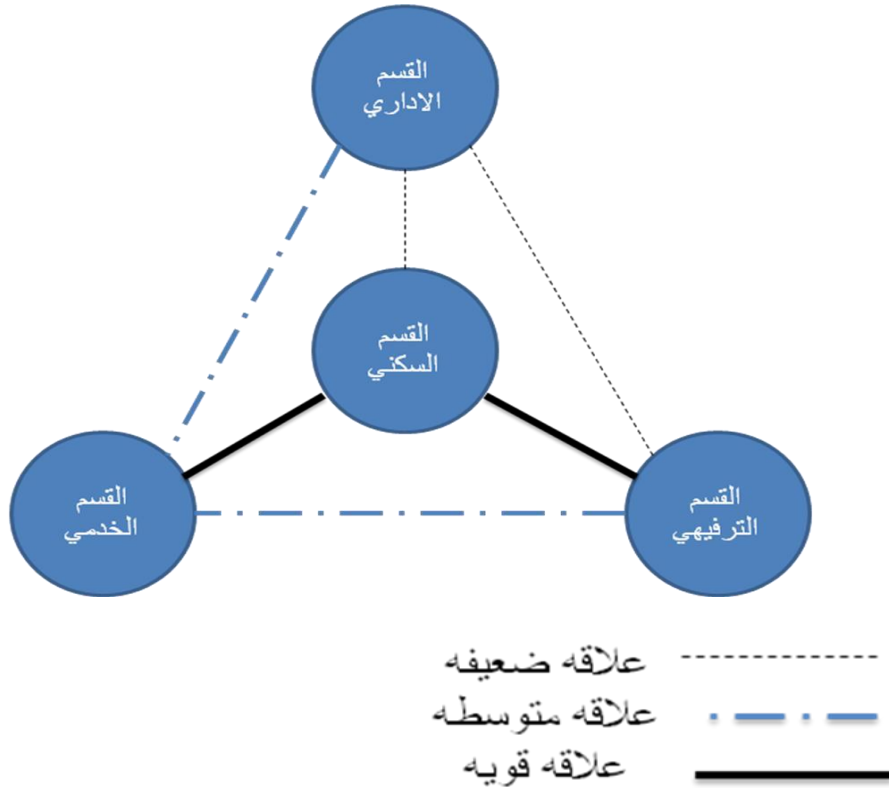 القسم
الاداري
القسم
السكني
القسم
الترفيهي
القسم
الخدمي
علاقه ضعيفه
علاقه متوسطه
علاقه قويه